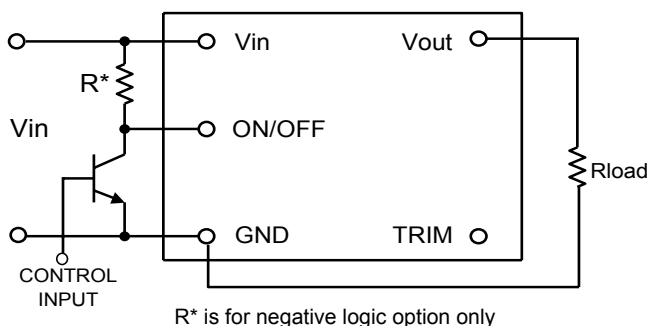 Vin
Vout
R*
Vin
ON/OFF
Rload
GND
TRIM
CONTROL
INPUT
R* is for negative logic option only